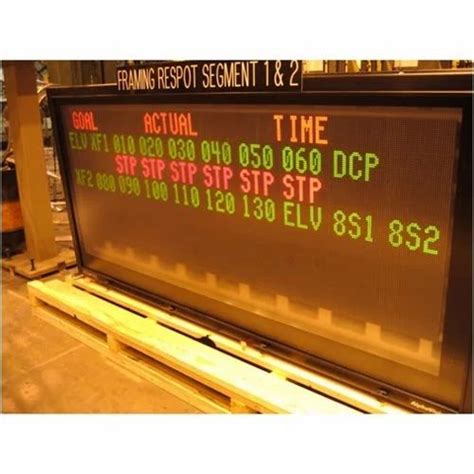 FRAMING RESPOT SEGMENT 1 & 2
GOAL ACTUAL TIME
ELV XF1 010 020 030 040 050 060 DCP
STP STP STP STP STP STP
XF2 080 090 100 110 120 130 ELV 8S1 8S2